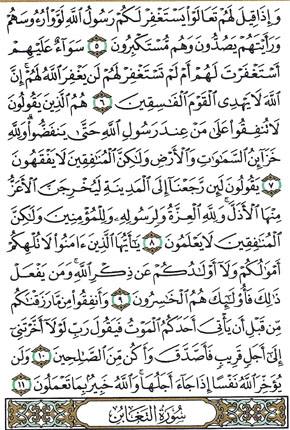 وَإِذَا قِيلَ لَهُمْ تَعَالَوْا۟ يَسْتَغْفِرْ لَكُمْ رَسُولُ ٱللَّهِ لَوَّوْا۟ رُءُوسَهُمْ
وَرَأَيْتَهُمْ يَصُدُّونَ وَهُم مُّسْتَكْبِرُونَ ٥ سَوَآءٌ عَلَيْهِمْ
أَسْتَغْفَرْتَ لَهُمْ أَمْ لَمْ تَسْتَغْفِرْ لَهُمْ لَن يَغْفِرَ ٱللَّهُ لَهُمْ إِنَّ
ٱللَّهَ لَا يَهْدِى ٱلْقَوْمَ ٱلْفَـٰسِقِينَ ٦ هُمُ ٱلَّذِينَ يَقُولُونَ
لَا تُنفِقُوا۟ عَلَىٰ مَنْ عِندَ رَسُولِ ٱللَّهِ حَتَّىٰ يَنفَضُّوا۟ وَلِلَّهِ
خَزَآئِنُ ٱلسَّمَـٰوَٰتِ وَٱلْأَرْضِ وَلَـٰكِنَّ ٱلْمُنَـٰفِقِينَ لَا يَفْقَهُونَ
٧ يَقُولُونَ لَئِن رَّجَعْنَآ إِلَى ٱلْمَدِينَةِ لَيُخْرِجَنَّ ٱلْأَعَزُّ
مِنْهَا ٱلْأَذَلَّ وَلِلَّهِ ٱلْعِزَّةُ وَلِرَسُولِهِۦ وَلِلْمُؤْمِنِينَ وَلَـٰكِنَّ
ٱلْمُنَـٰفِقِينَ لَا يَعْلَمُونَ ٨ يَـٰٓأَيُّهَا ٱلَّذِينَ ءَامَنُوا۟ لَا تُلْهِكُمْ
أَمْوَٰلُكُمْ وَلَآ أَوْلَـٰدُكُمْ عَن ذِكْرِ ٱللَّهِ وَمَن يَفْعَلْ
ذَٰلِكَ فَأُو۟لَـٰٓئِكَ هُمُ ٱلْخَـٰسِرُونَ ٩ وَأَنفِقُوا۟ مِن مَّا رَزَقْنَـٰكُم
مِّن قَبْلِ أَن يَأْتِىَ أَحَدَكُمُ ٱلْمَوْتُ فَيَقُولَ رَبِّ لَوْلَآ أَخَّرْتَنِىٓ
إِلَىٰٓ أَجَلٍ قَرِيبٍ فَأَصَّدَّقَ وَأَكُن مِّنَ ٱلصَّـٰلِحِينَ ١٠ وَلَن
يُؤَخِّرَ ٱللَّهُ نَفْسًا إِذَا جَآءَ أَجَلُهَا وَٱللَّهُ خَبِيرٌۢ بِمَا تَعْمَلُونَ ١١
سُورَةُ التَّغَابُنِ